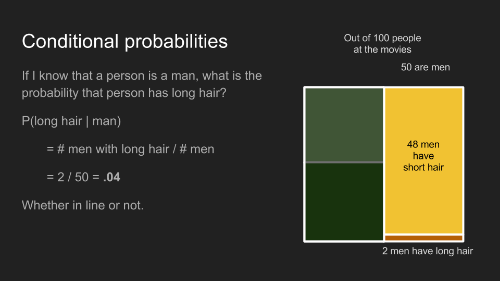 Conditional probabilities
If I know that a person is a man, what is the
probability that person has long hair?
P(long hair | man)
= # men with long hair / # men
= 2 / 50 = .04
Whether in line or not.
Out of 100 people
at the movies
50 are men
48 men
have
short hair
2 men have long hair